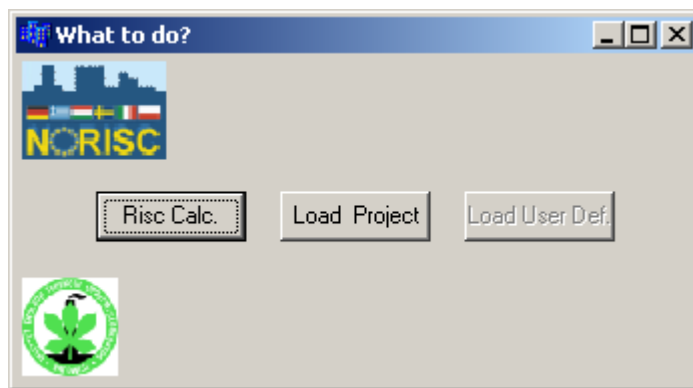 What to do?
NORISC
Risc Calc.
Load Project
Load User Def.